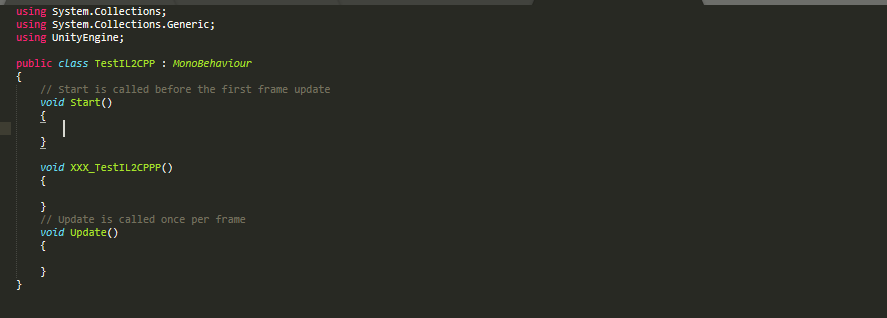 using System.Collections;
using System.Collections.Generic;
using UnityEngine;
public class TestIL2CPP : MonoBehaviour
{
// Start is called before the first frame update
void Start()
{
}
void XXX_TestIL2CPPP()
{
}
// Update is called once per frame
void Update()
{
}
}